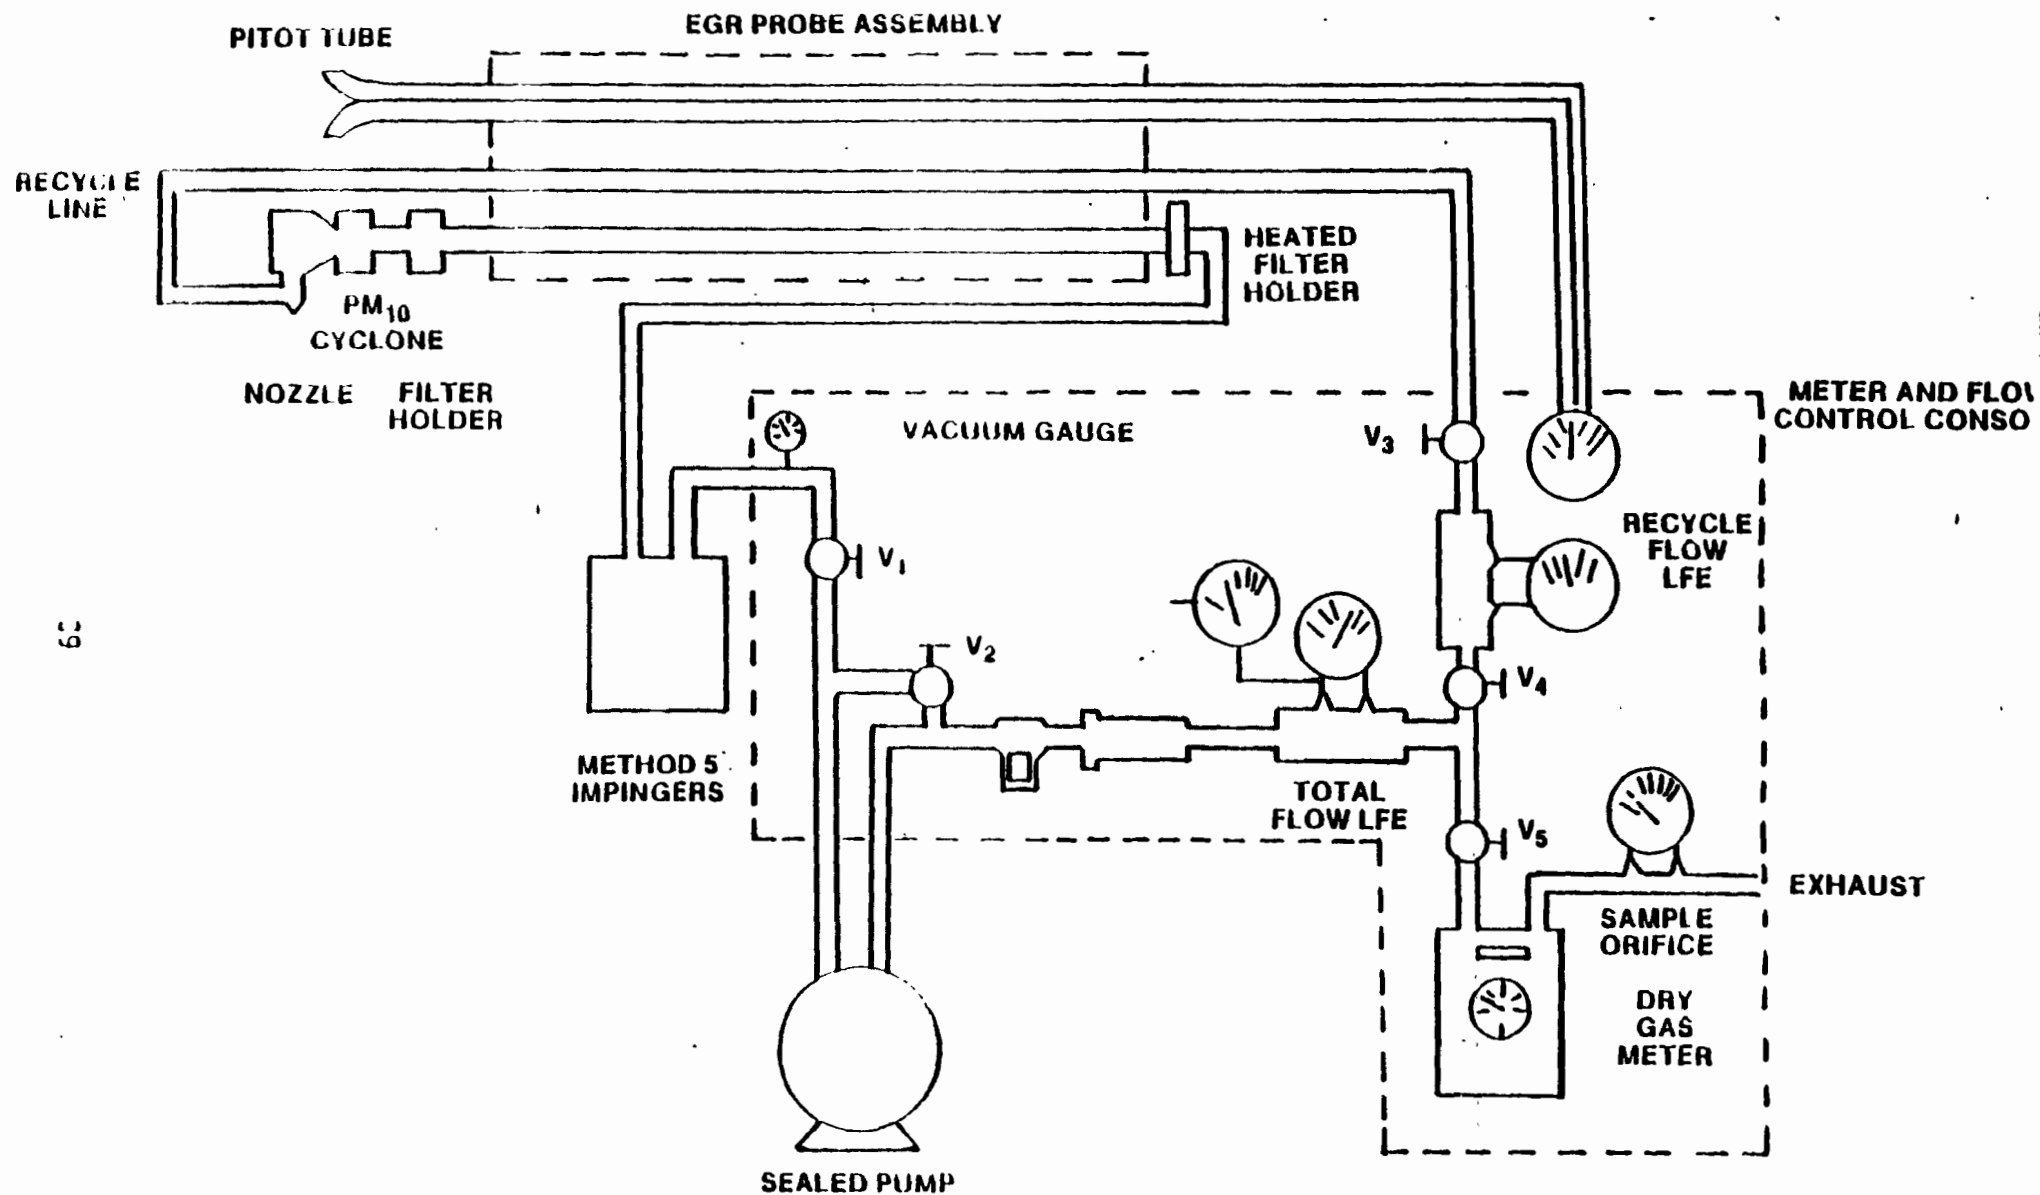 EGR PROBE ASSEMBLY
PITOT TUBE
RECYCLE
LINE
HEATED
FILTER
HOLDER
PM10
CYCLONE
NOZZLE
FILTER
HOLDER
METER AND FLO
CONTROL CONSO
VACUUM GAUGE
V3
RECYCLE
FLOW
LFE
V1
V2
V4
METHOD 5
IMPINGERS
TOTAL
FLOW LFE
V5
EXHAUST
SAMPLE
ORIFICE
DRY
GAS
METER
SEALED PUMP